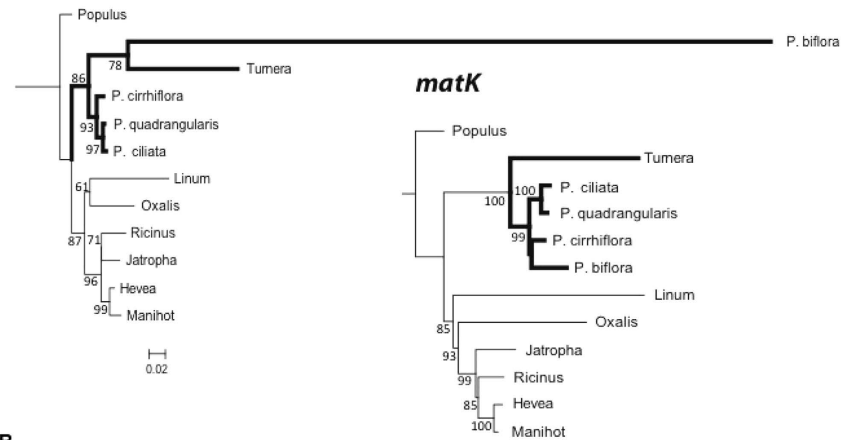 Populus
P. biflora
78
Turnera
86
P. cirrhiflora
93
P. quadrangularis
97
P. ciliata
61
Linum
Oxalis
87
71
Ricinus
Jatropha
96
Hevea
99
Manihot
0.02
matK
Populus
Turnera
100
100
P. ciliata
P. quadrangularis
99
P. cirrhiflora
P. biflora
Linum
85
Oxalis
93
Jatropha
99
Ricinus
85
Hevea
100
Manihot